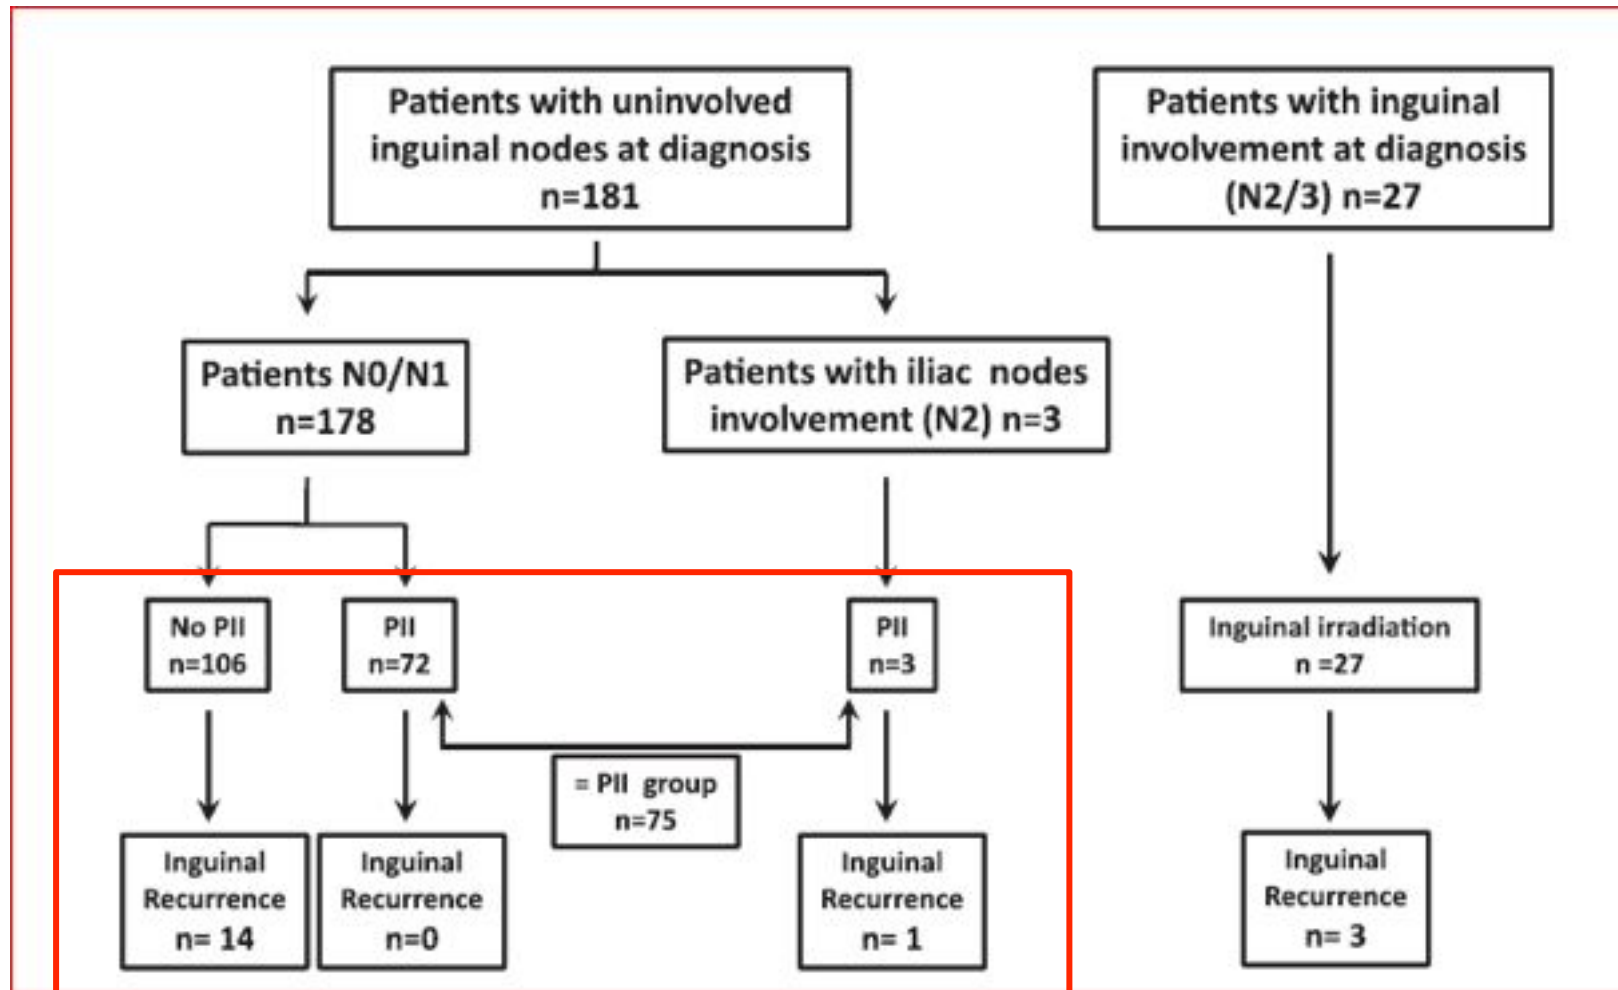 Patients with uninvolved
inguinal nodes at diagnosis
n=181
Patients with inguinal
involvement at diagnosis
(N2/3) n=27
Patients N0/N1
n=178
Patients with iliac nodes
involvement (N2) n=3
No PII
n=106
PII
n=72
PII
n=3
Inguinal irradiation
n =27
= PII group
n=75
Inguinal
Recurrence
n= 14
Inguinal
Recurrence
n=0
Inguinal
Recurrence
n= 1
Inguinal
Recurrence
n= 3